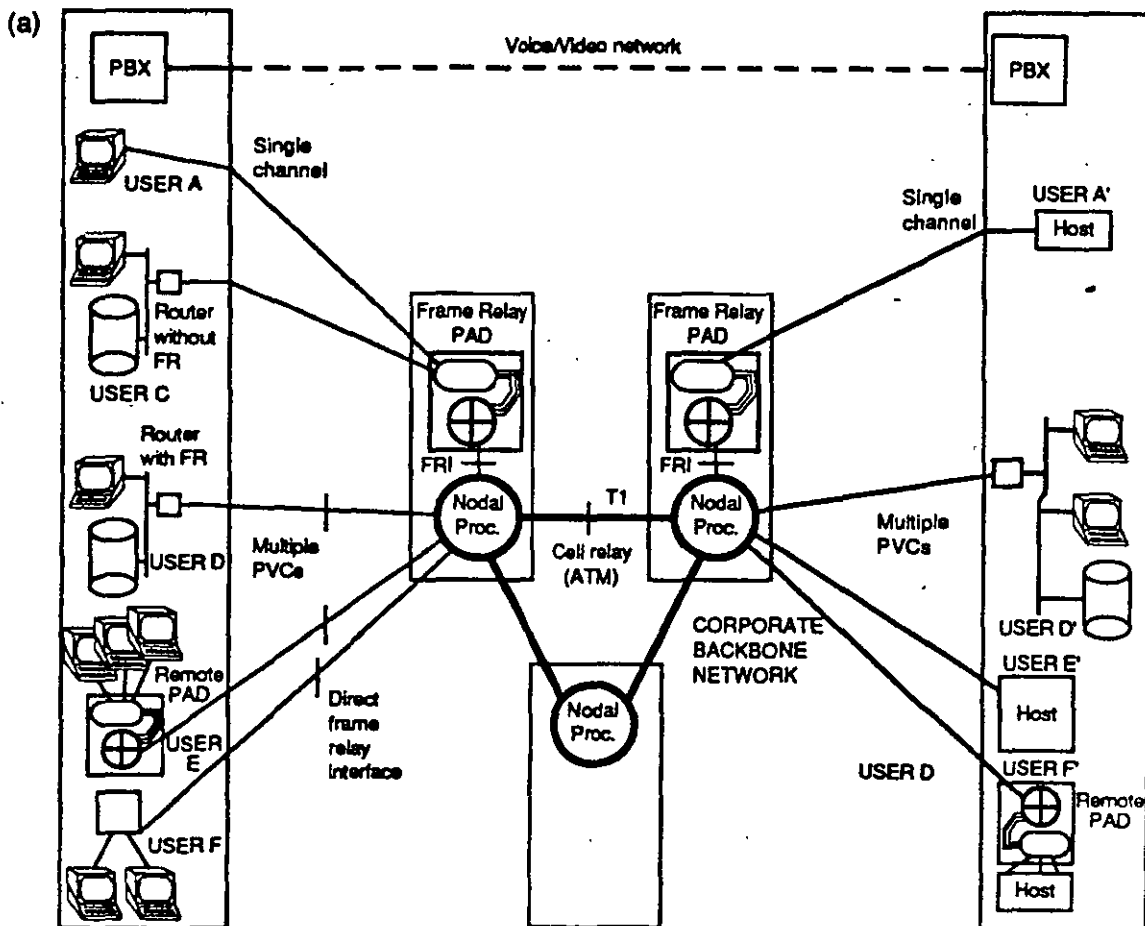 (a)
Voice/Video network
PBX
PBX
Single
channel
USER A
USER A'
Host
Single
channel
Router
without
FR
USER C
Frame Relay
PAD
Frame Relay
PAD
Router
with FR
USER D
FRI
FRI
Nodal
Proc.
T1
Nodal
Proc.
Multiple
PVCs
Cell relay
(ATM)
Multiple
PVCs
USER D'
CORPORATE
BACKBONE
NETWORK
Remote
PAD
USER
E
Direct
frame
relay
interface
Nodal
Proc.
USER E'
Host
USER D
USER F'
Remote
PAD
Host
USER F